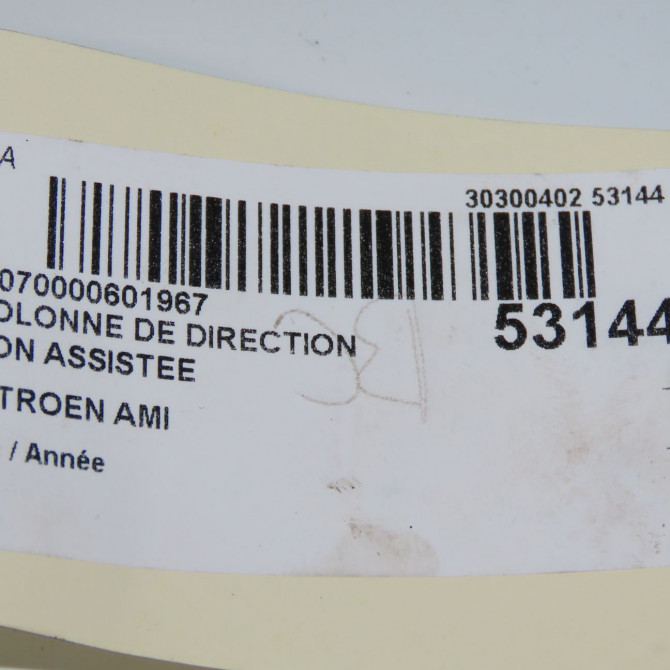 A
30300402 53144
070000601967
53144
OLONNE DE DIRECTION
ON ASSISTEE
TROEN AMI
/ Année